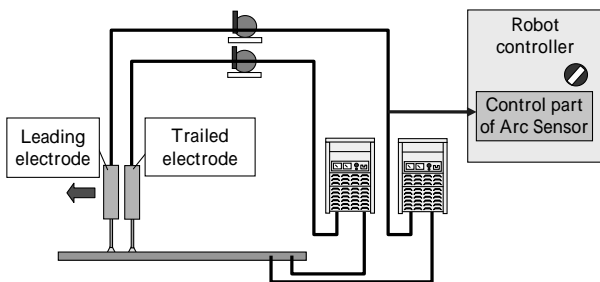 Robot
controller
Control part
of Arc Sensor
Leading
electrode
Trailed
electrode